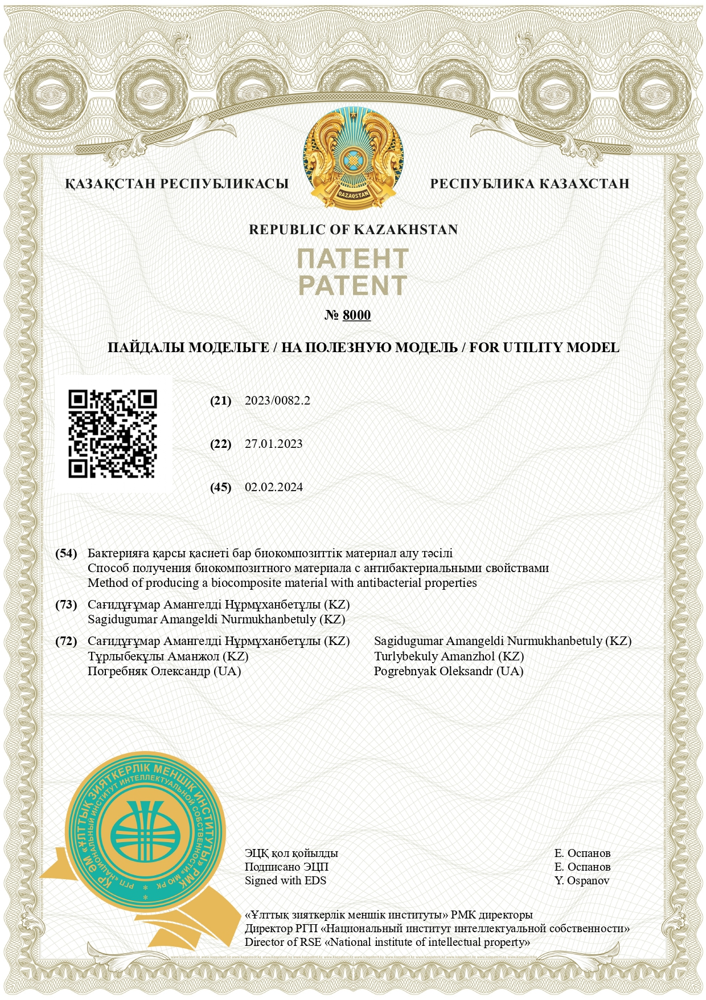 ҚАЗАҚСТАН РЕСПУБЛИКАСЫ
РЕСПУБЛИКА КАЗАХСТАН
QAZAQSTAN
REPUBLIC OF KAZAKHSTAN
ПАТЕНТ
PATENT
№ 8000
ПАЙДАЛЫ МОДЕЛЬГЕ / НА ПОЛЕЗНУЮ МОДЕЛЬ / FOR UTILITY MODEL
(21) 2023/0082.2
(22) 27.01.2023
(45) 02.02.2024
(54) Бактерияға қарсы қасиеті бар биокомпозиттік материал алу тәсілі
Способ получения биокомпозитного материала с антибактериальными свойствами
Method of producing a biocomposite material with antibacterial properties
(73) Сағидұғұмар Амангелді Нұрмұханбетұлы (KZ)
Sagidugumar Amangeldi Nurmukhanbetuly (KZ)
(72) Сағидұғұмар Амангелді Нұрмұханбетұлы (KZ) Sagidugumar Amangeldi Nurmukhanbetuly (KZ)
Тұрлыбекұлы Аманжол (KZ) Turlybekuly Amanzhol (KZ)
Погребняк Олександр (UA) Pogrebnyak Oleksandr (UA)
ҚР ӘМ «ҰЛТТЫҚ ЗИЯТКЕРЛІК МЕНШІК ИНСТИТУТЫ» РМК
РГП «НАЦИОНАЛЬНЫЙ ИНСТИТУТ ИНТЕЛЛЕКТУАЛЬНОЙ СОБСТВЕННОСТИ» МЮ РК
ЭЦҚ қол қойылды Е. Оспанов
Подписано ЭЦП Е. Оспанов
Signed with EDS Y. Ospanov
«Ұлттық зияткерлік меншік институты» РМК директоры
Директор РГП «Национальный институт интеллектуальной собственности»
Director of RSE «National institute of intellectual property»